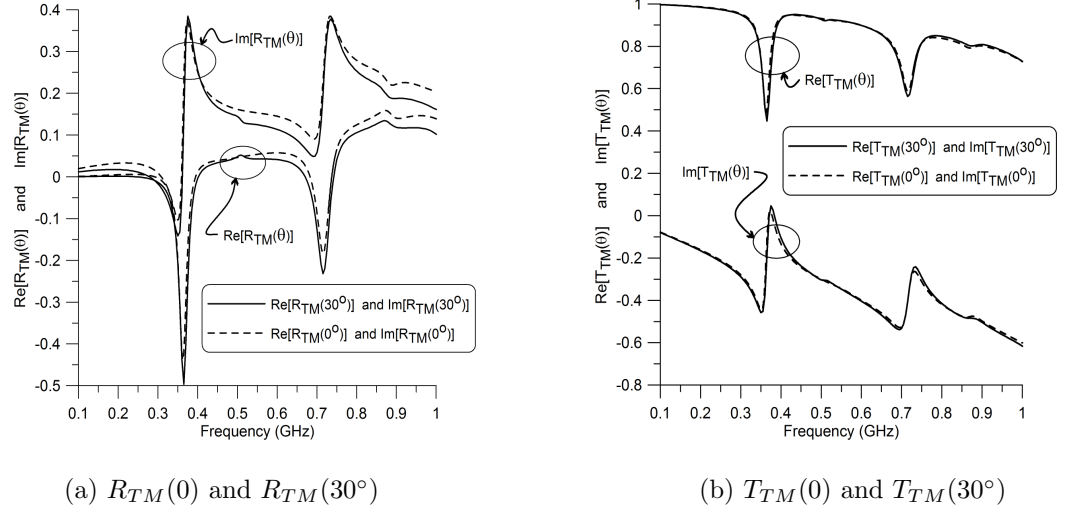 0.4
0.3
0.2
0.1
0
-0.1
-0.2
-0.3
-0.4
-0.5
Re[R_TM(θ)] and Im[R_TM(θ)]
Im[R_TM(θ)]
Re[R_TM(θ)]
Re[R_TM(30°)] and Im[R_TM(30°)]
Re[R_TM(0°)] and Im[R_TM(0°)]
0.1 0.2 0.3 0.4 0.5 0.6 0.7 0.8 0.9 1
Frequency (GHz)
(a) R_TM(0) and R_TM(30°)
1
0.8
0.6
0.4
0.2
0
-0.2
-0.4
-0.6
-0.8
Re[T_TM(θ)] and Im[T_TM(θ)]
Re[T_TM(θ)]
Re[T_TM(30°)] and Im[T_TM(30°)]
Re[T_TM(0°)] and Im[T_TM(0°)]
Im[T_TM(θ)]
0.1 0.2 0.3 0.4 0.5 0.6 0.7 0.8 0.9 1
Frequency (GHz)
(b) T_TM(0) and T_TM(30°)